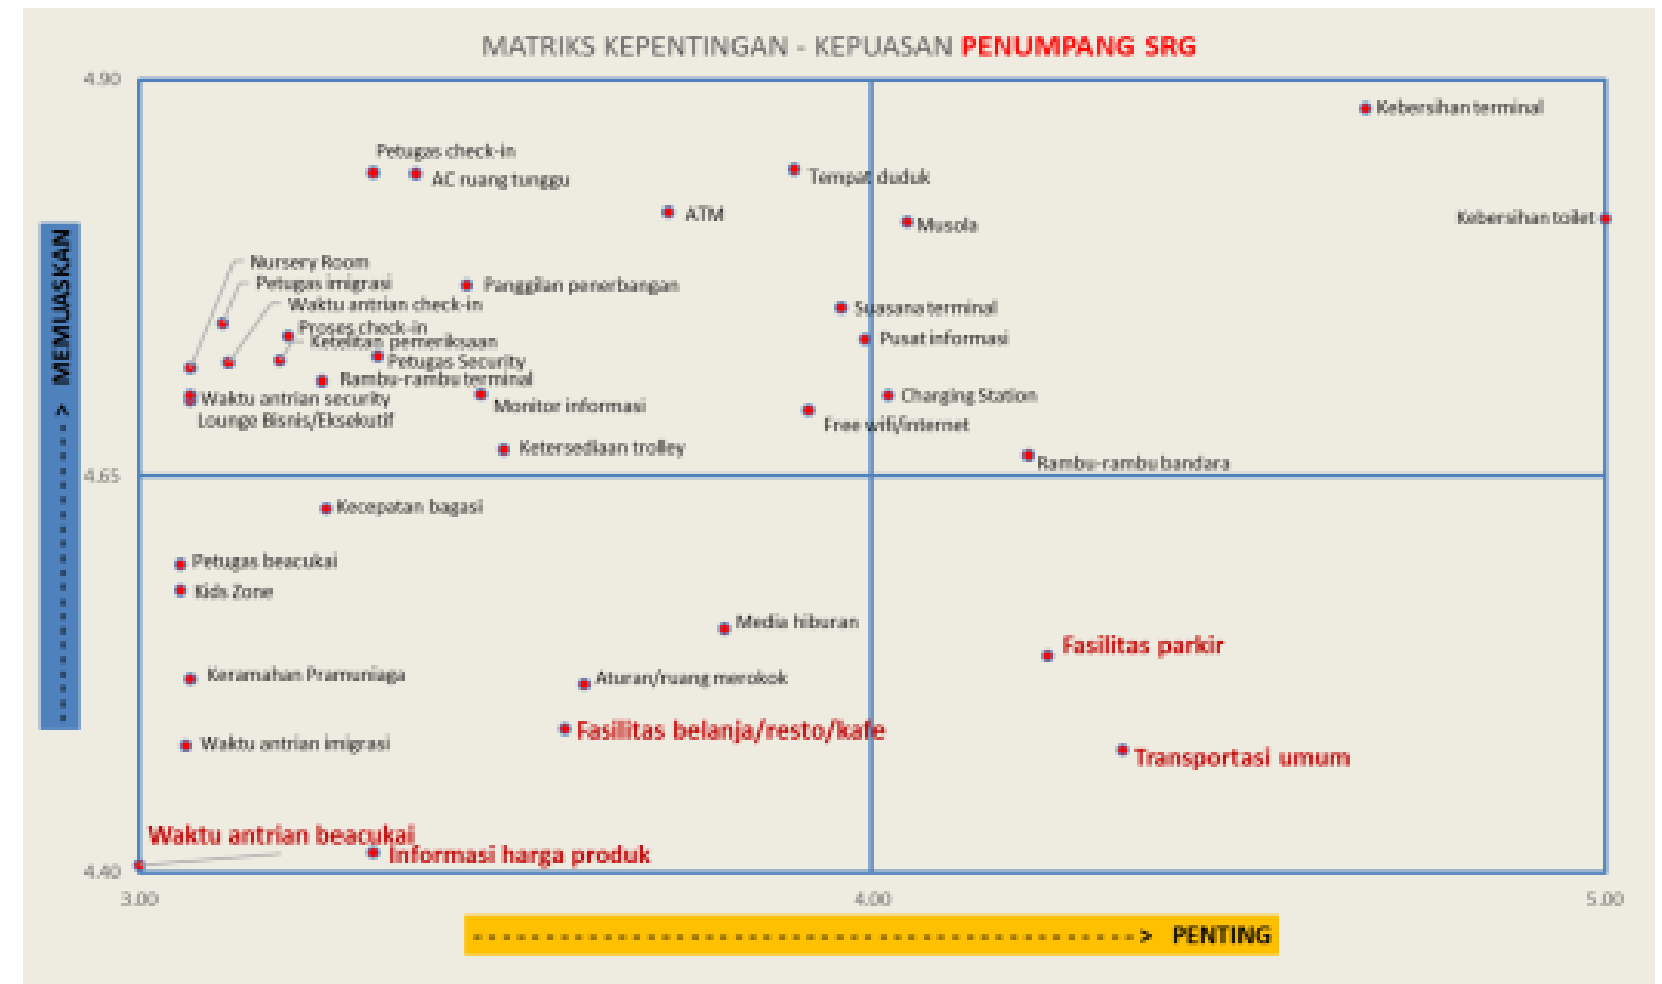 MATRIKS KEPENTINGAN - KEPUASAN PENUMPANG SRG
4.90
Kebersihan terminal
Petugas check-in
AC ruang tunggu
Tempat duduk
ATM
Musola
Kebersihan toilet
Nursery Room
Petugas imigrasi
Panggilan penerbangan
Waktu antrian check-in
Suasana terminal
Proses check-in
Ketelitan pemeriksaan
Pusat informasi
Petugas Security
Rambu-rambu terminal
Waktu antrian security
Charging Station
Monitor informasi
Lounge Bisnis/Eksekutif
Free wifi/internet
Ketersediaan trolley
Rambu-rambu bandara
4.65
Kecepatan bagasi
Petugas beacukai
Kids Zone
Media hiburan
Fasilitas parkir
Keramahan Pramuniaga
Aturan/ruang merokok
Fasilitas belanja/resto/kafe
Waktu antrian imigrasi
Transportasi umum
Waktu antrian beacukai
Informasi harga produk
4.40
3.00
4.00
5.00
MEMUASKAN
-----------------------------------> PENTING